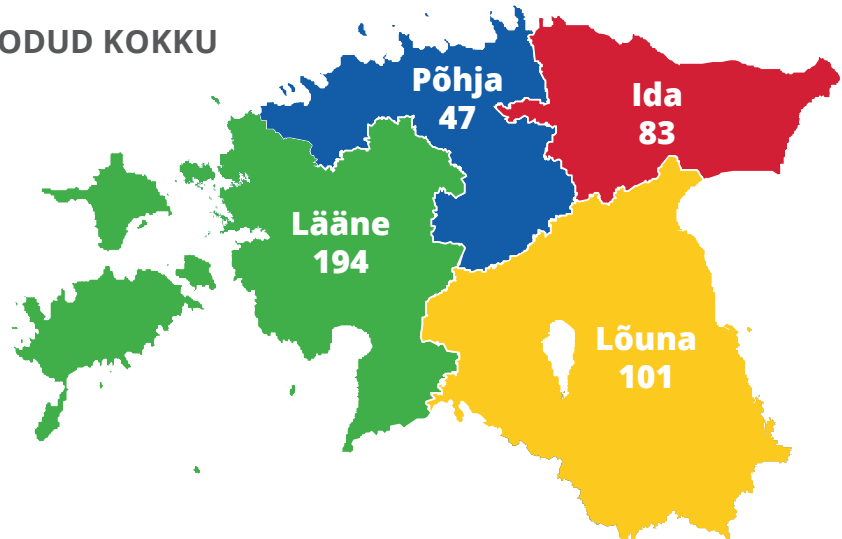 ODUD KOKKU
Põhja
47
Ida
83
Lääne
194
Lõuna
101